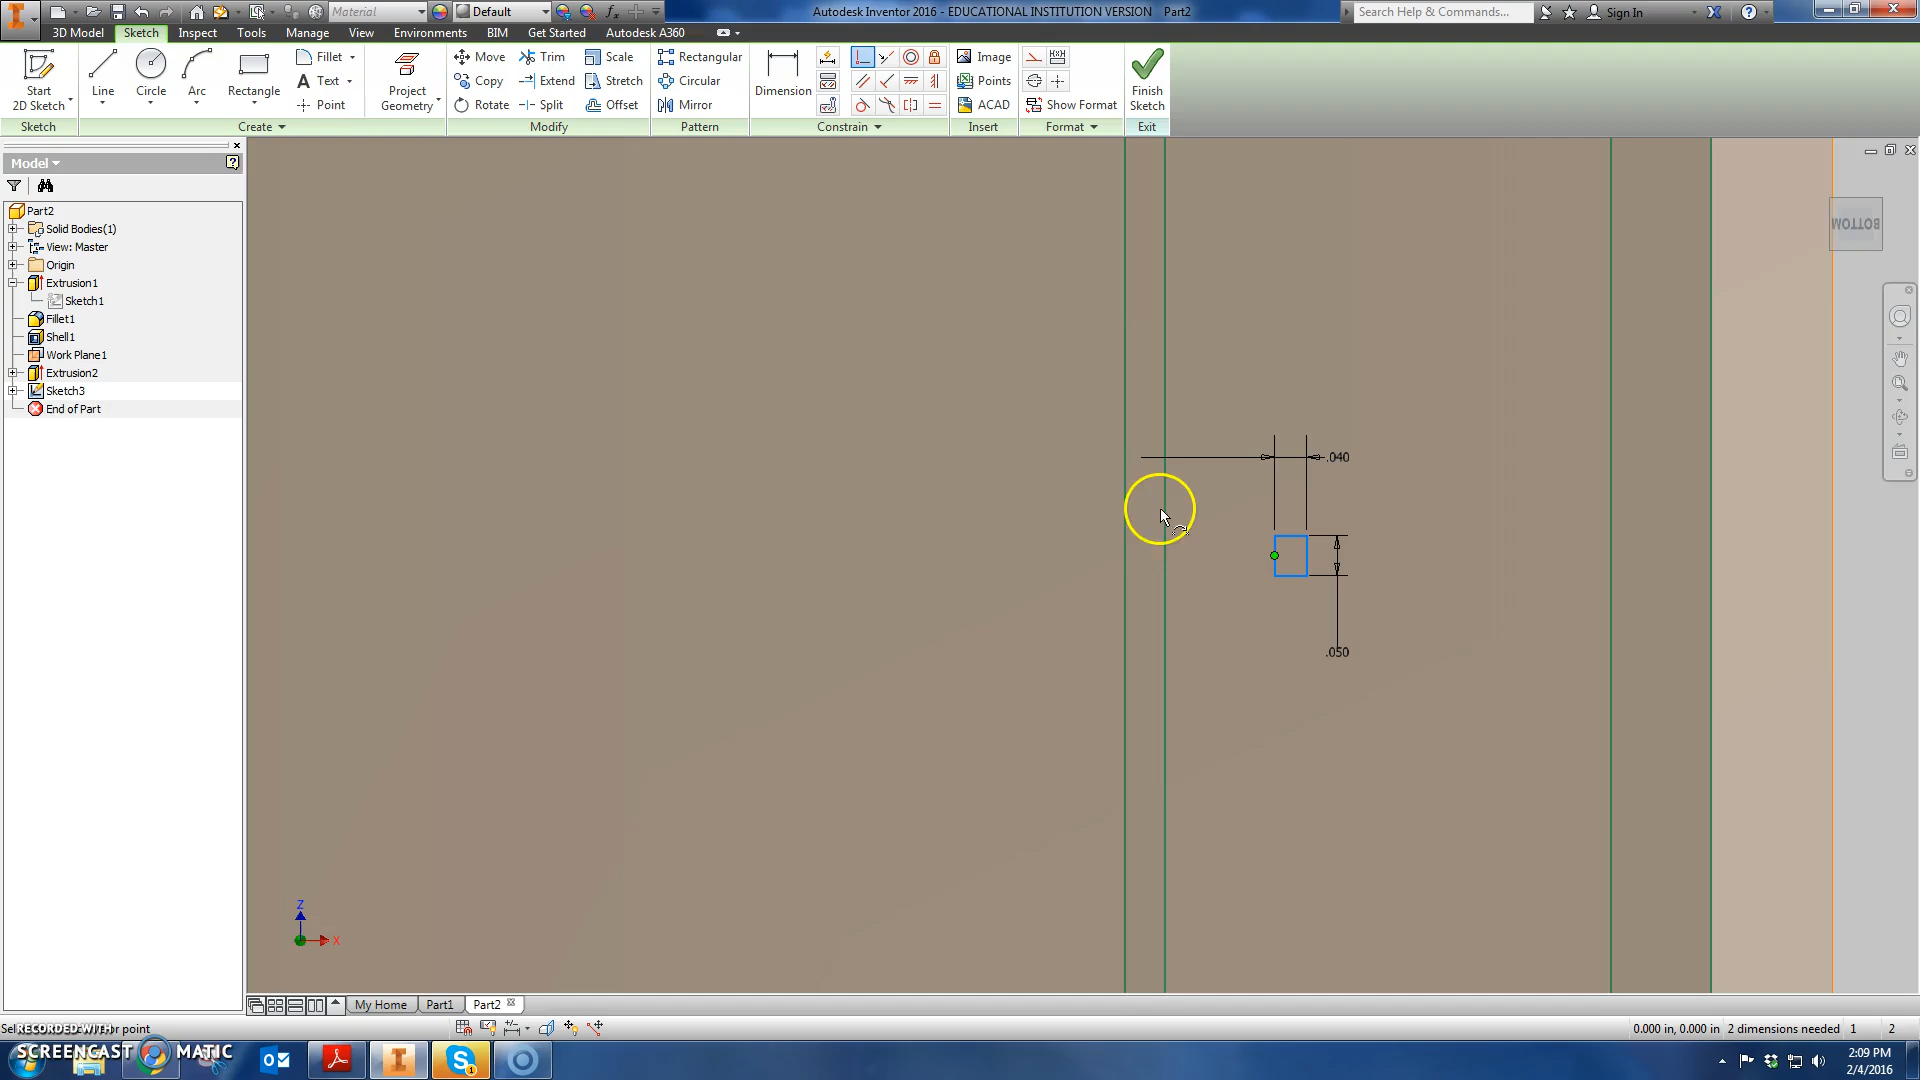 Material
Default
Autodesk Inventor 2016 - EDUCATIONAL INSTITUTION VERSION Part2
Search Help & Commands...
Sign In
3D Model Sketch Inspect Tools Manage View Environments BIM Get Started Autodesk A360
Start
2D Sketch
Line
Circle
Arc
Rectangle
Fillet
Text
Point
Project
Geometry
Move
Copy
Rotate
Trim
Extend
Split
Scale
Stretch
Offset
Rectangular
Circular
Mirror
Dimension
Image
Points
ACAD
Show Format
Finish
Sketch
Sketch Create Modify Pattern Constrain Insert Format Exit
Model
Part2
Solid Bodies(1)
View: Master
Origin
Extrusion1
Sketch1
Fillet1
Shell1
Work Plane1
Extrusion2
Sketch3
End of Part
BOTTOM
.040
.050
Z
X
My Home Part1 Part2
RECORDED WITH
or point
0.000 in, 0.000 in 2 dimensions needed 1 2
SCREENCAST MATIC
1
2:09 PM
2/4/2016